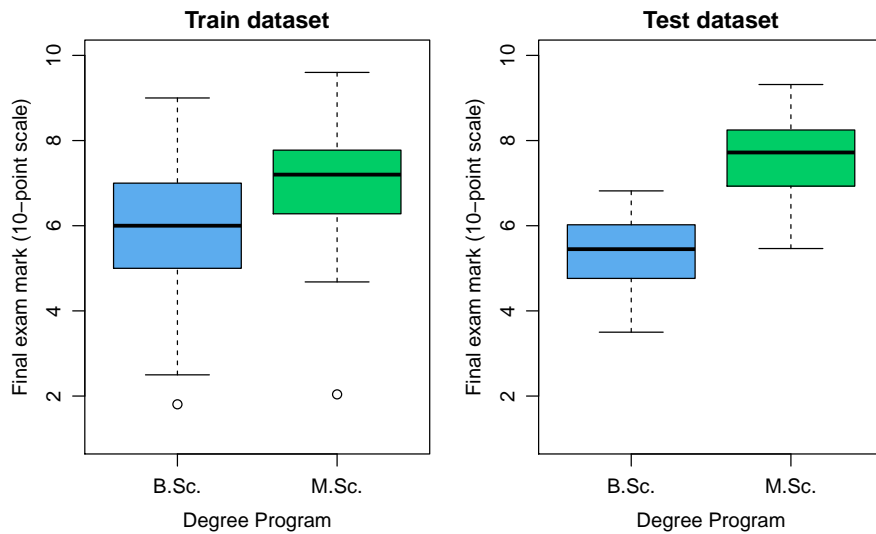 Train dataset
Final exam mark (10−point scale)
10
8
6
4
2
B.Sc.
M.Sc.
Degree Program
Test dataset
Final exam mark (10−point scale)
10
8
6
4
2
B.Sc.
M.Sc.
Degree Program